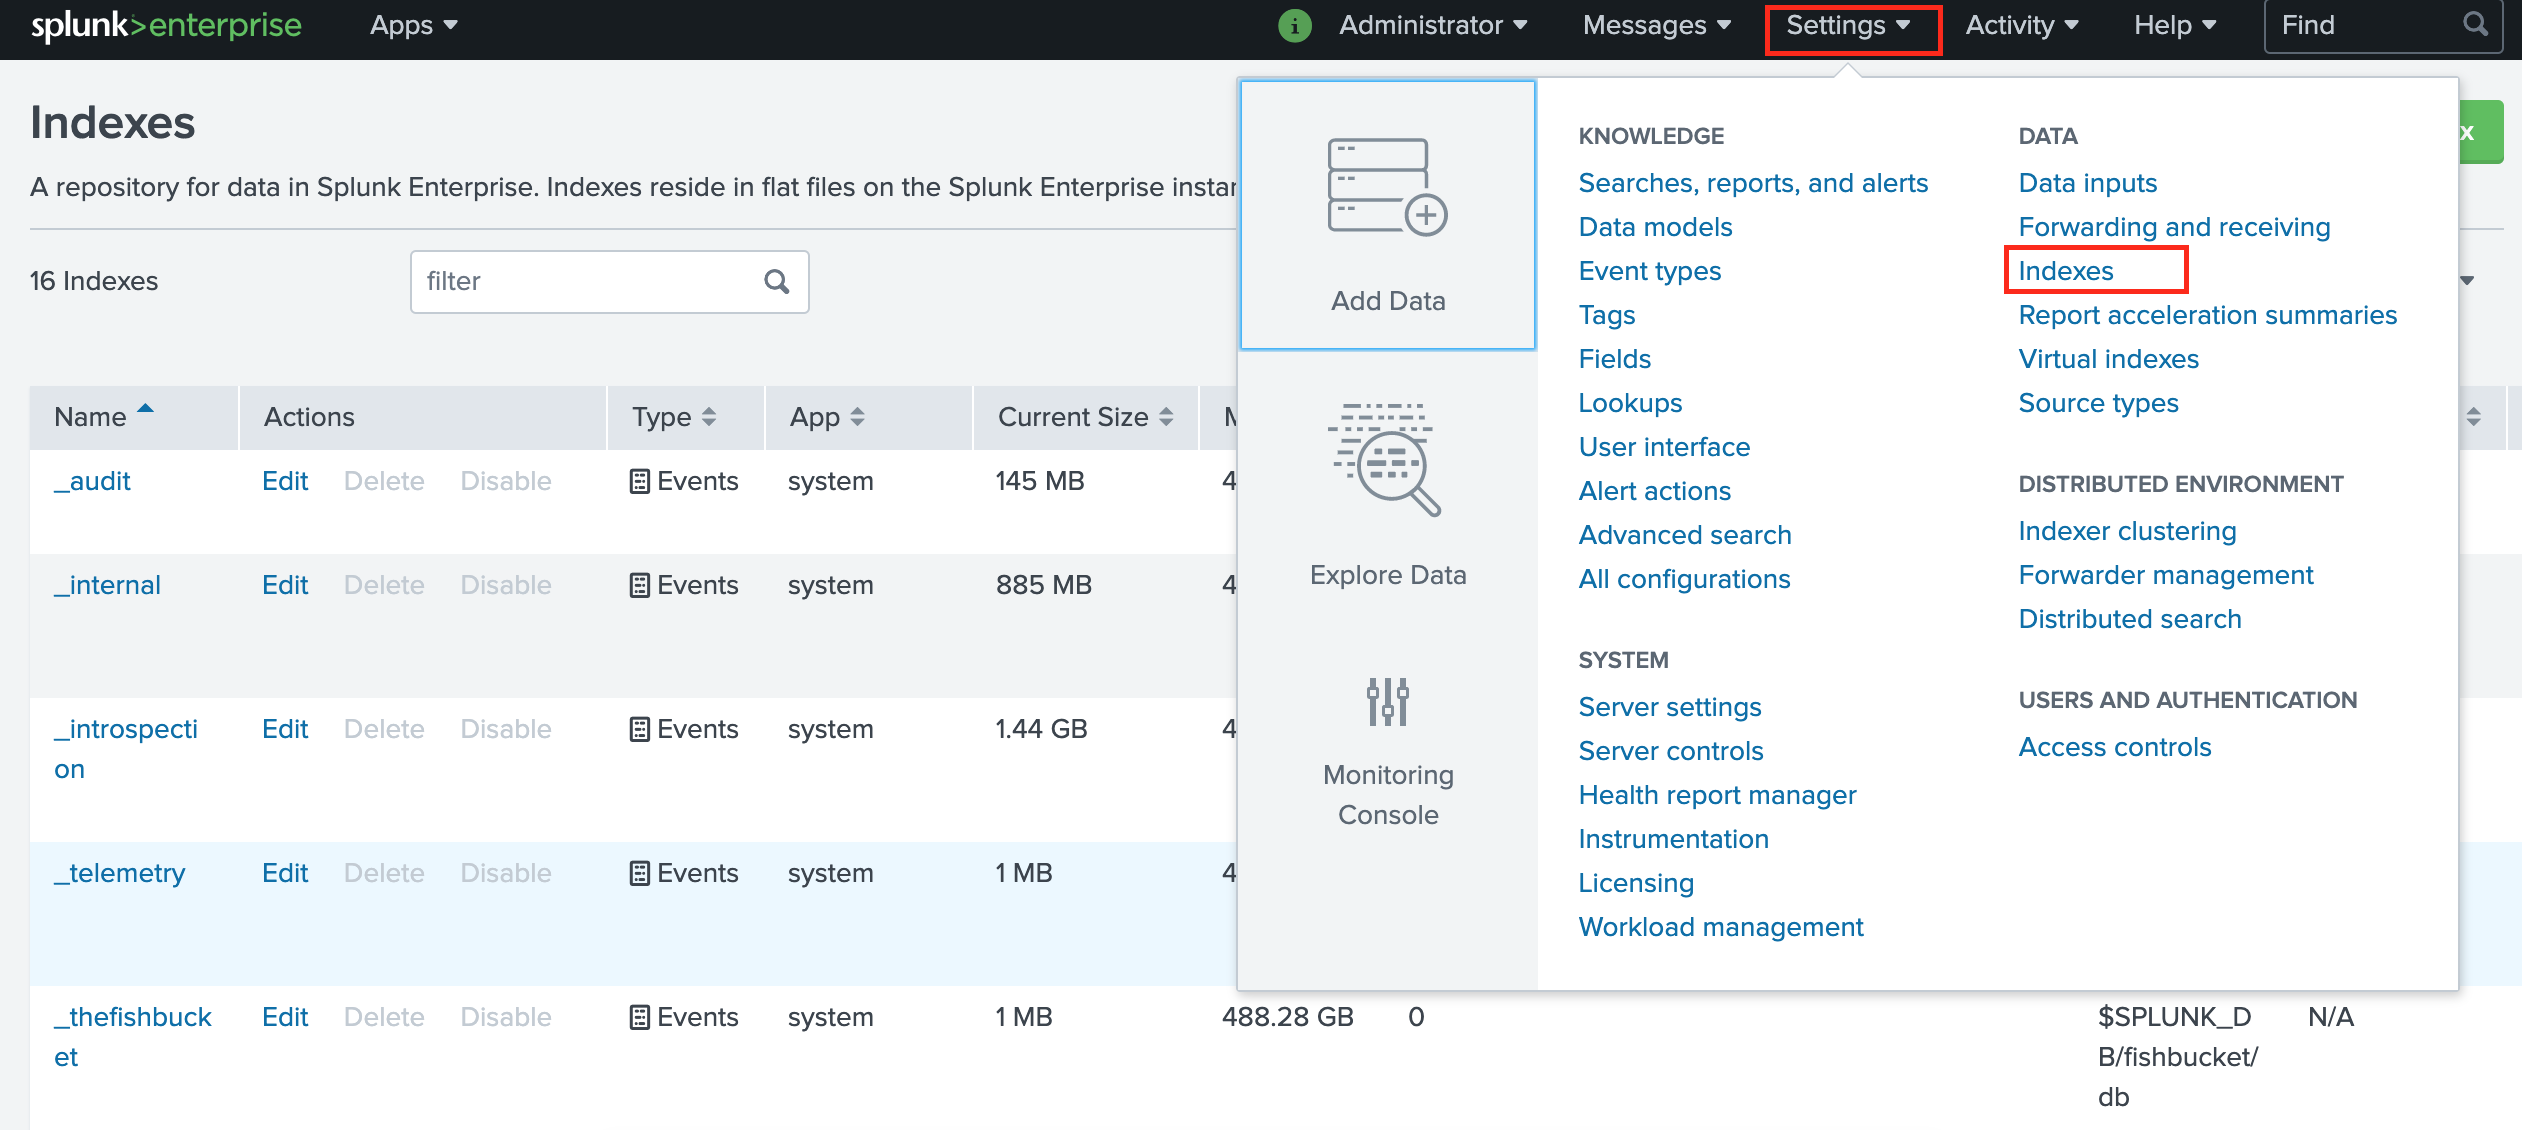 splunk>enterprise Apps Administrator Messages Settings Activity Help Find
Indexes
A repository for data in Splunk Enterprise. Indexes reside in flat files on the Splunk Enterprise
16 Indexes filter
Name Actions Type App Current Size
_audit Edit Delete Disable Events system 145 MB 4
_internal Edit Delete Disable Events system 885 MB 4
_introspecti
on Edit Delete Disable Events system 1.44 GB 4
_telemetry Edit Delete Disable Events system 1 MB 4
_thefishbuck
et Edit Delete Disable Events system 1 MB 488.28 GB 0 $SPLUNK_D
B/fishbucket/
db N/A
Add Data
Explore Data
Monitoring
Console
KNOWLEDGE
Searches, reports, and alerts
Data models
Event types
Tags
Fields
Lookups
User interface
Alert actions
Advanced search
All configurations
SYSTEM
Server settings
Server controls
Health report manager
Instrumentation
Licensing
Workload management
DATA
Data inputs
Forwarding and receiving
Indexes
Report acceleration summaries
Virtual indexes
Source types
DISTRIBUTED ENVIRONMENT
Indexer clustering
Forwarder management
Distributed search
USERS AND AUTHENTICATION
Access controls
x